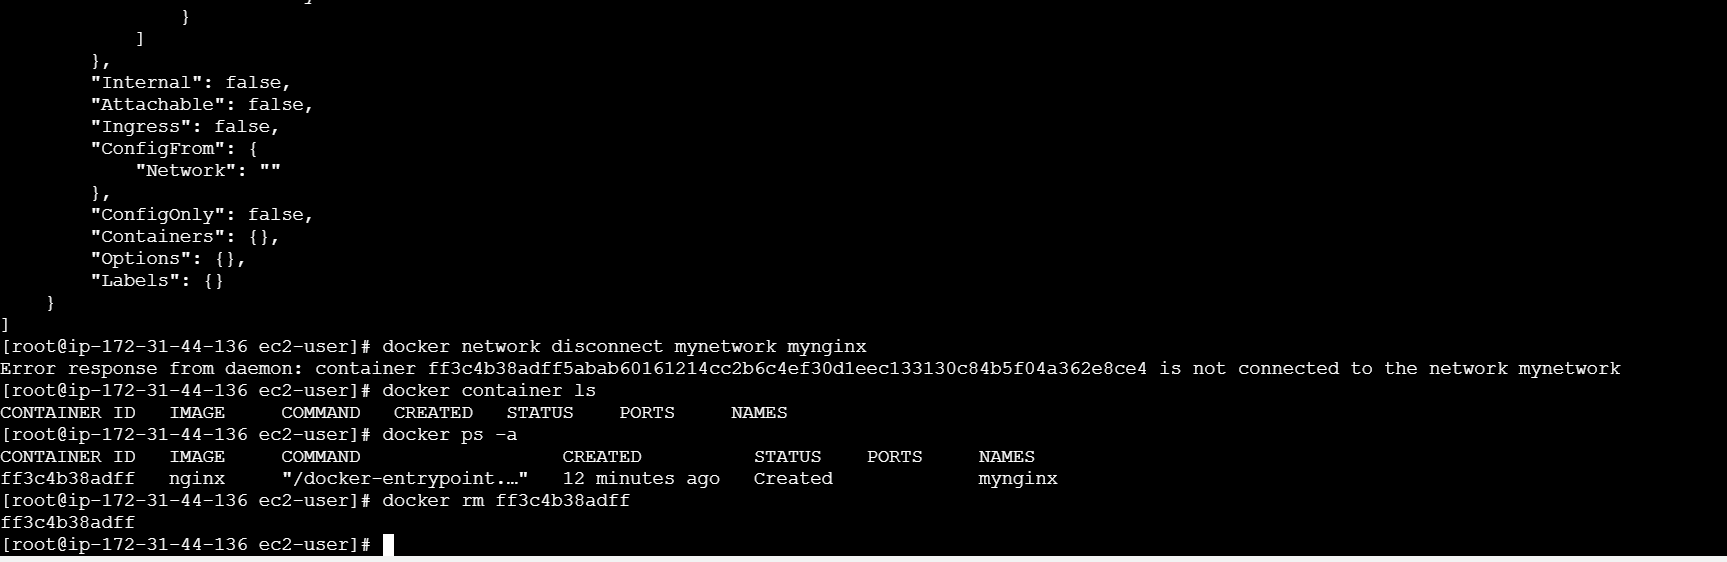 }
]
},
"Internal": false,
"Attachable": false,
"Ingress": false,
"ConfigFrom": {
"Network": ""
},
"ConfigOnly": false,
"Containers": {},
"Options": {},
"Labels": {}
}
]
[root@ip-172-31-44-136 ec2-user]# docker network disconnect mynetwork mynginx
Error response from daemon: container ff3c4b38adff5abab60161214cc2b6c4ef30d1eec133130c84b5f04a362e8ce4 is not connected to the network mynetwork
[root@ip-172-31-44-136 ec2-user]# docker container ls
CONTAINER ID   IMAGE     COMMAND   CREATED   STATUS    PORTS     NAMES
[root@ip-172-31-44-136 ec2-user]# docker ps -a
CONTAINER ID   IMAGE     COMMAND                  CREATED          STATUS    PORTS     NAMES
ff3c4b38adff   nginx     "/docker-entrypoint.…"   12 minutes ago   Created             mynginx
[root@ip-172-31-44-136 ec2-user]# docker rm ff3c4b38adff
ff3c4b38adff
[root@ip-172-31-44-136 ec2-user]#